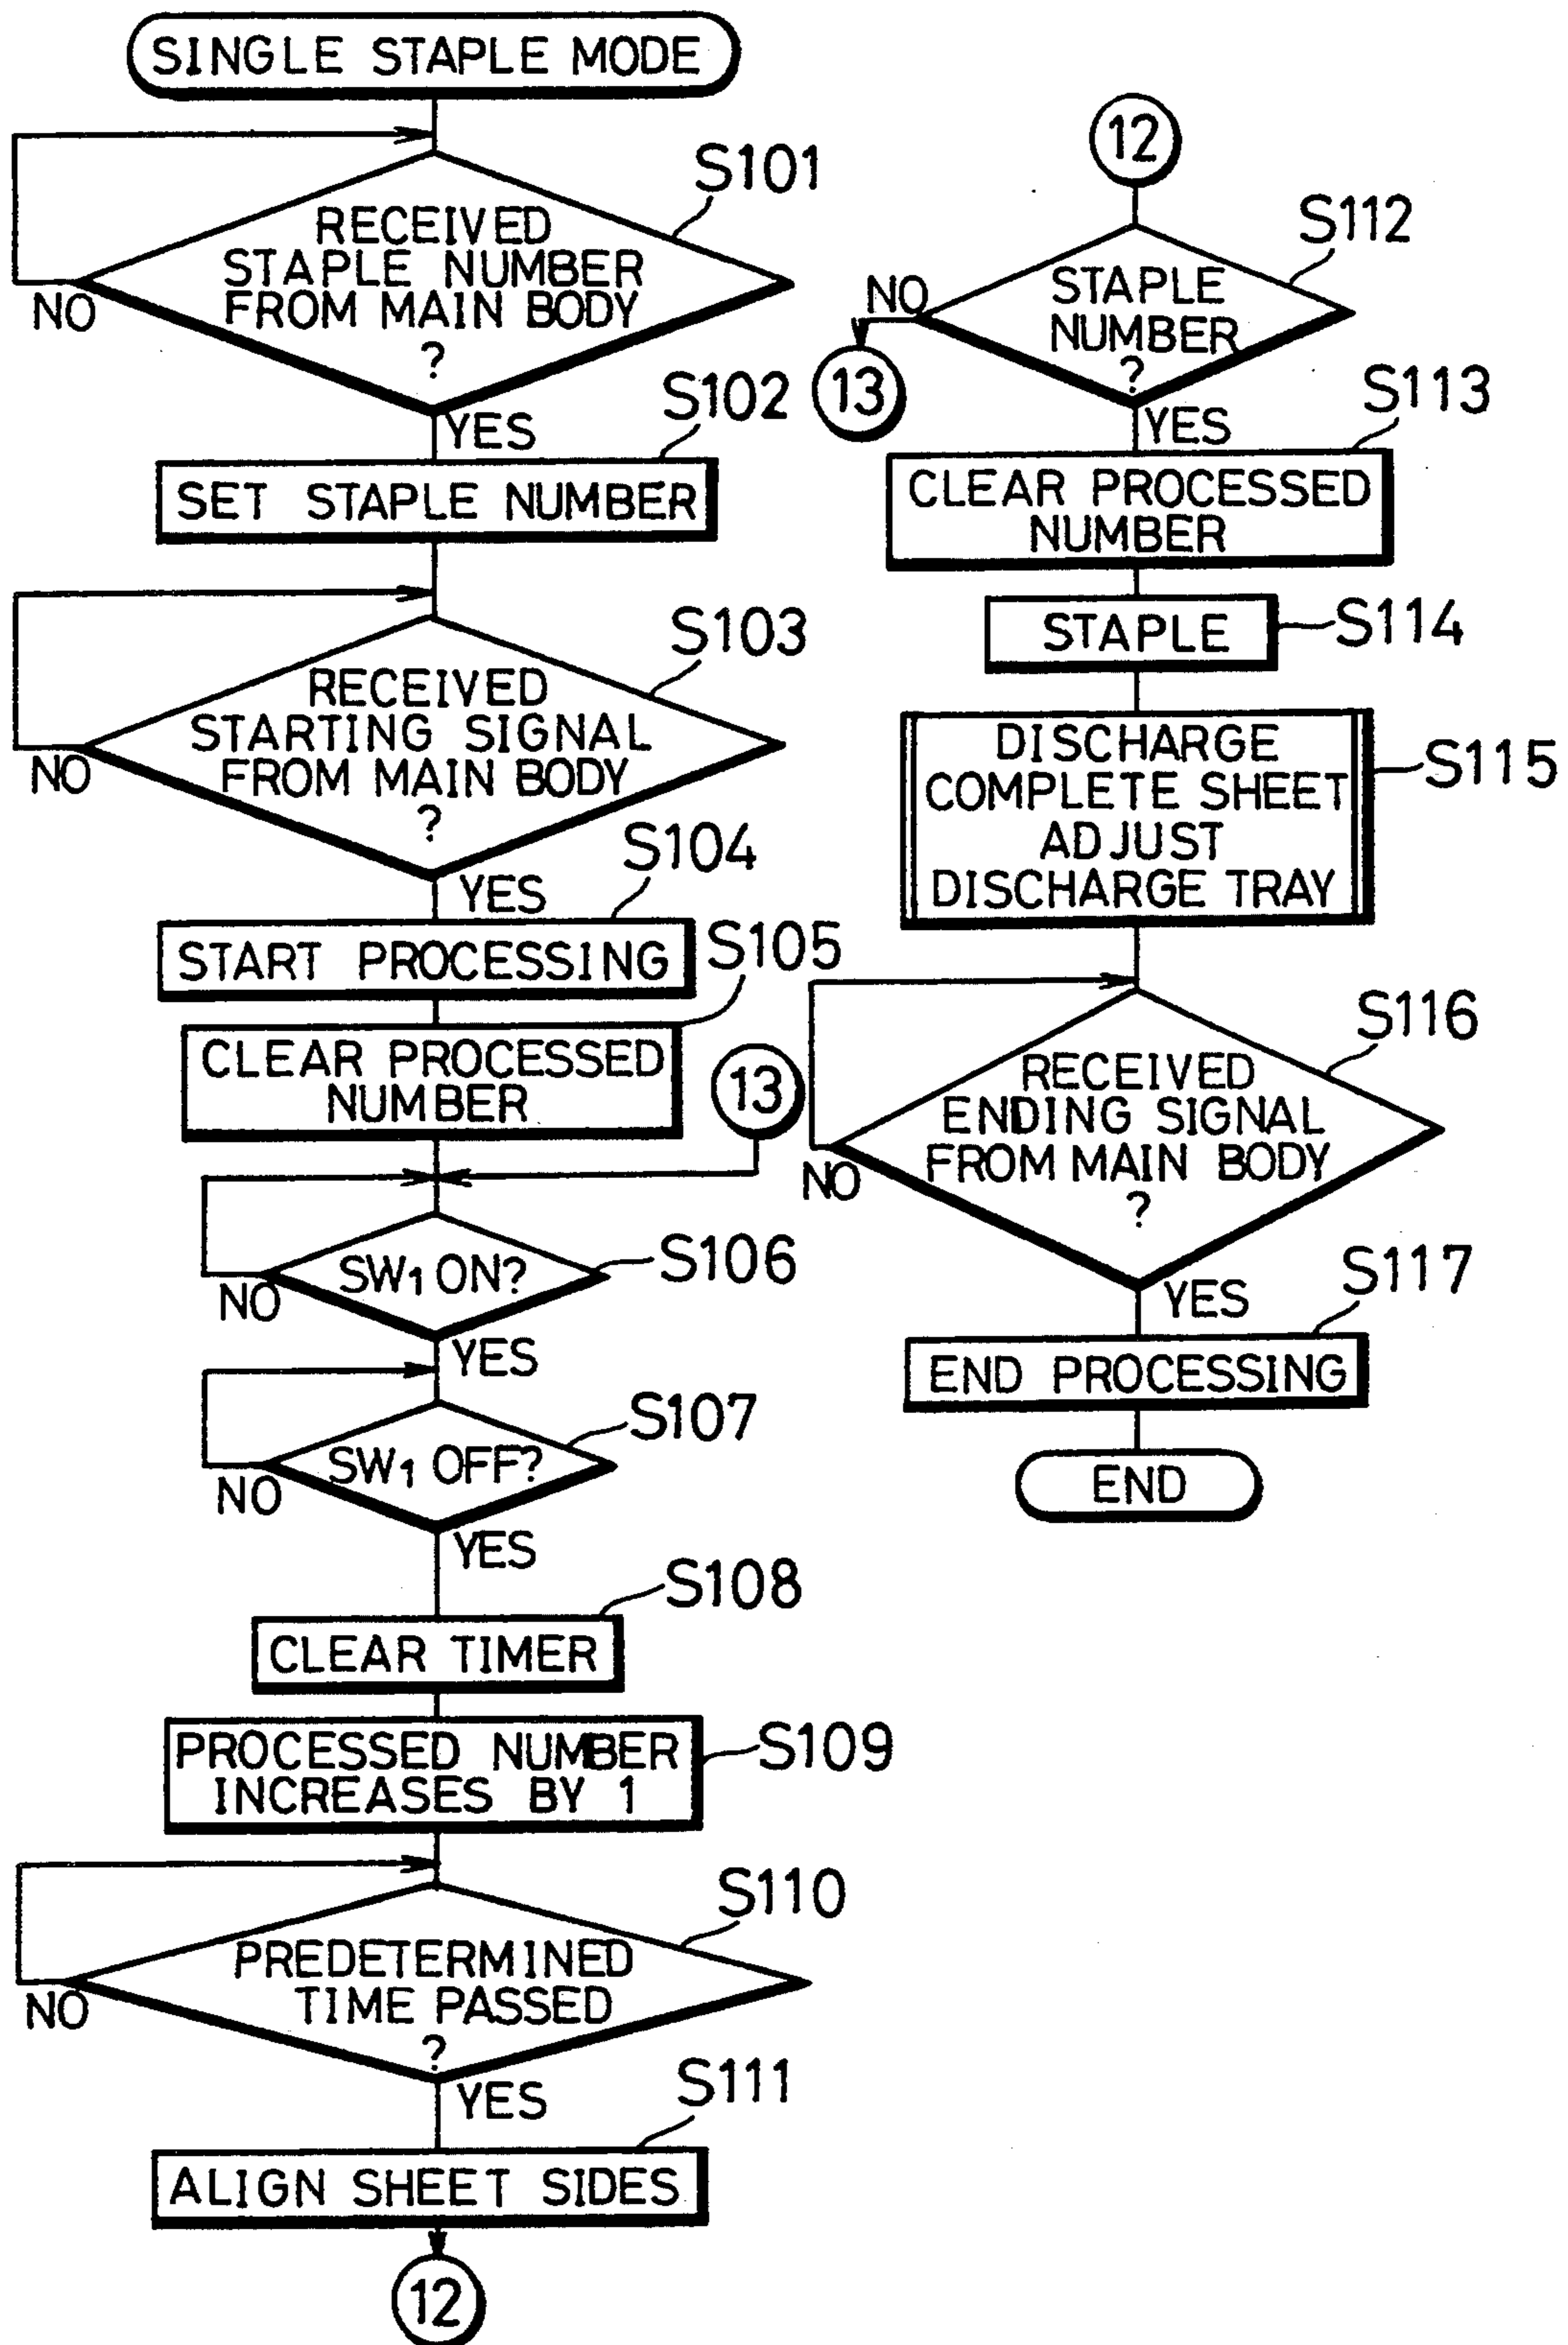 SINGLE STAPLE MODE
S101
RECEIVED
STAPLE NUMBER
FROM MAIN BODY
?
NO
YES
S102
SET STAPLE NUMBER
S103
RECEIVED
STARTING SIGNAL
FROM MAIN BODY
?
NO
YES
S104
START PROCESSING
S105
CLEAR PROCESSED
NUMBER
13
SW1 ON?
S106
NO
YES
SW1 OFF?
S107
NO
YES
S108
CLEAR TIMER
PROCESSED NUMBER
INCREASES BY 1
S109
S110
PREDETERMINED
TIME PASSED
?
NO
YES
S111
ALIGN SHEET SIDES
12
12
S112
STAPLE
NUMBER
?
NO
13
YES
S113
CLEAR PROCESSED
NUMBER
STAPLE
S114
DISCHARGE
COMPLETE SHEET
ADJUST
DISCHARGE TRAY
S115
S116
RECEIVED
ENDING SIGNAL
FROM MAIN BODY
?
NO
YES
S117
END PROCESSING
END